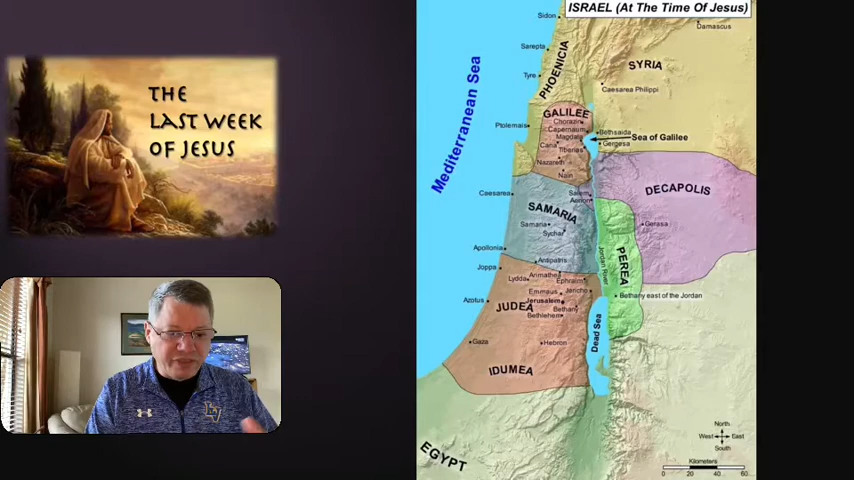 THE
LAST WEEK
OF JESUS
ISRAEL (At The Time Of Jesus)
Sidon
Damascus
Sarepta
PHOENICIA
SYRIA
Tyre
Caesarea Philippi
Mediterranean Sea
GALILEE
Chorazin
Ptolemais
Capernaum
Bethsaida
Magdala
Sea of Galilee
Cana
Tiberias
Gergesa
Nazareth
Nain
DECAPOLIS
Caesarea
Salem
Aenon
SAMARIA
Samaria
Sychar
Gerasa
Apollonia
Antipatris
Jordan River
PEREA
Joppa
Arimathea
Lydda
Ephraim
Emmaus
Jericho
Bethany east of the Jordan
Azotus
Jerusalem
JUDEA
Bethany
Bethlehem
Dead Sea
Gaza
Hebron
IDUMEA
EGYPT
North
West
East
South
Kilometers
0 20 40 60